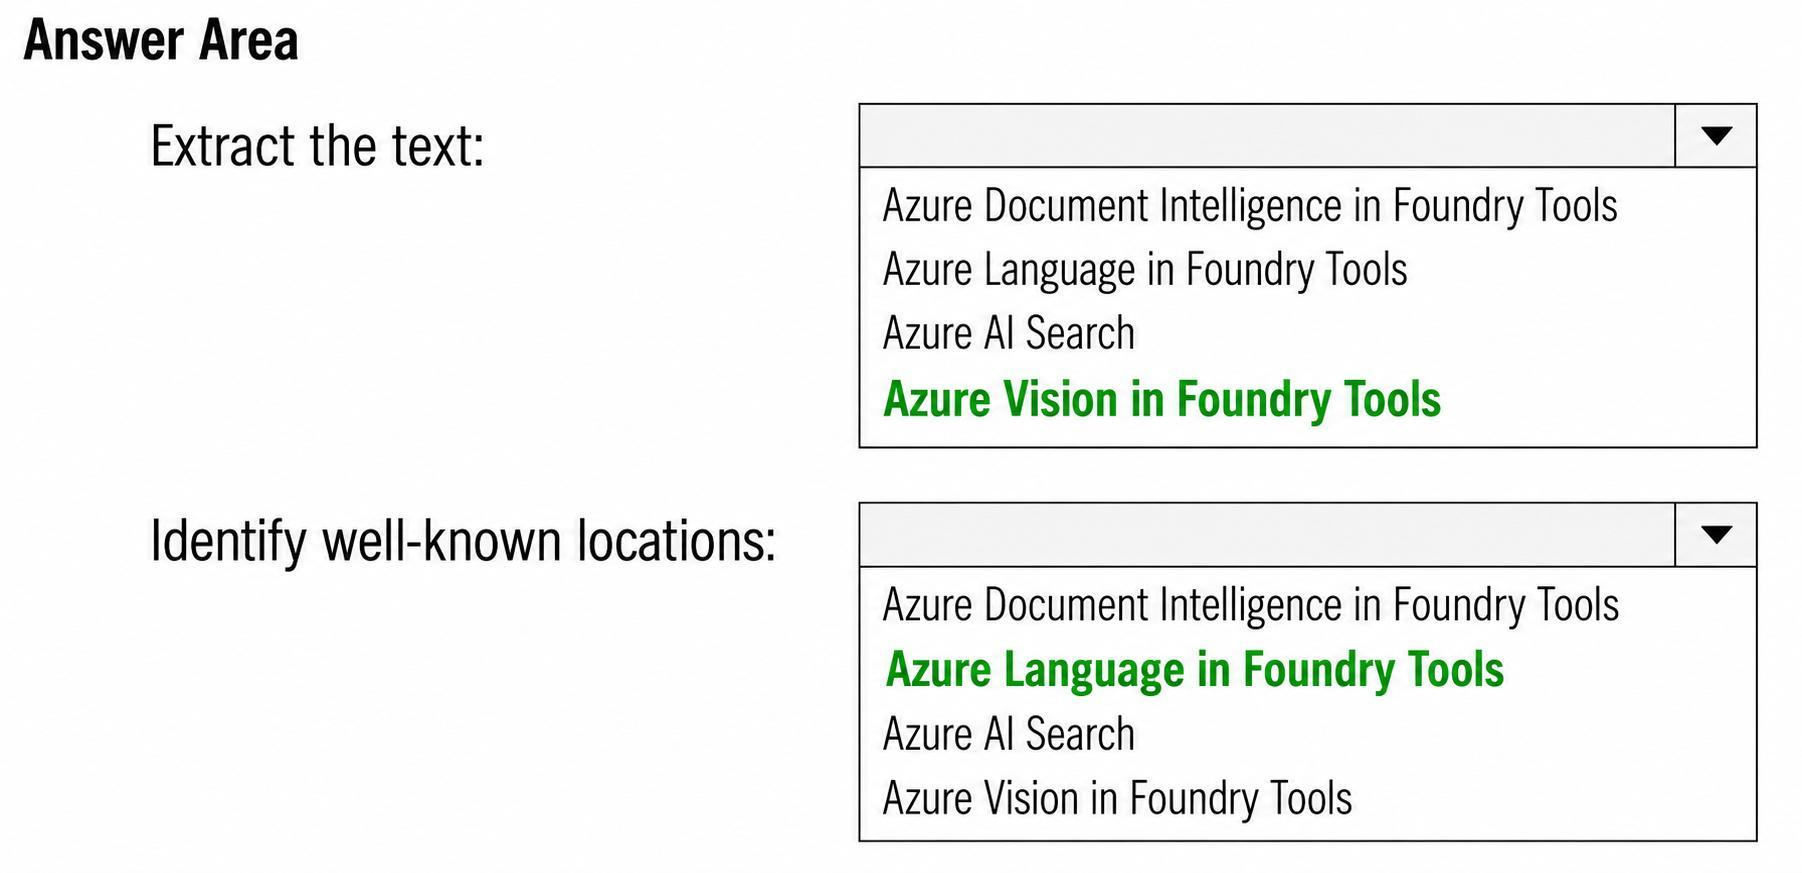 Answer Area
Extract the text:
Azure Document Intelligence in Foundry Tools
Azure Language in Foundry Tools
Azure AI Search
Azure Vision in Foundry Tools
Identify well-known locations:
Azure Document Intelligence in Foundry Tools
Azure Language in Foundry Tools
Azure AI Search
Azure Vision in Foundry Tools